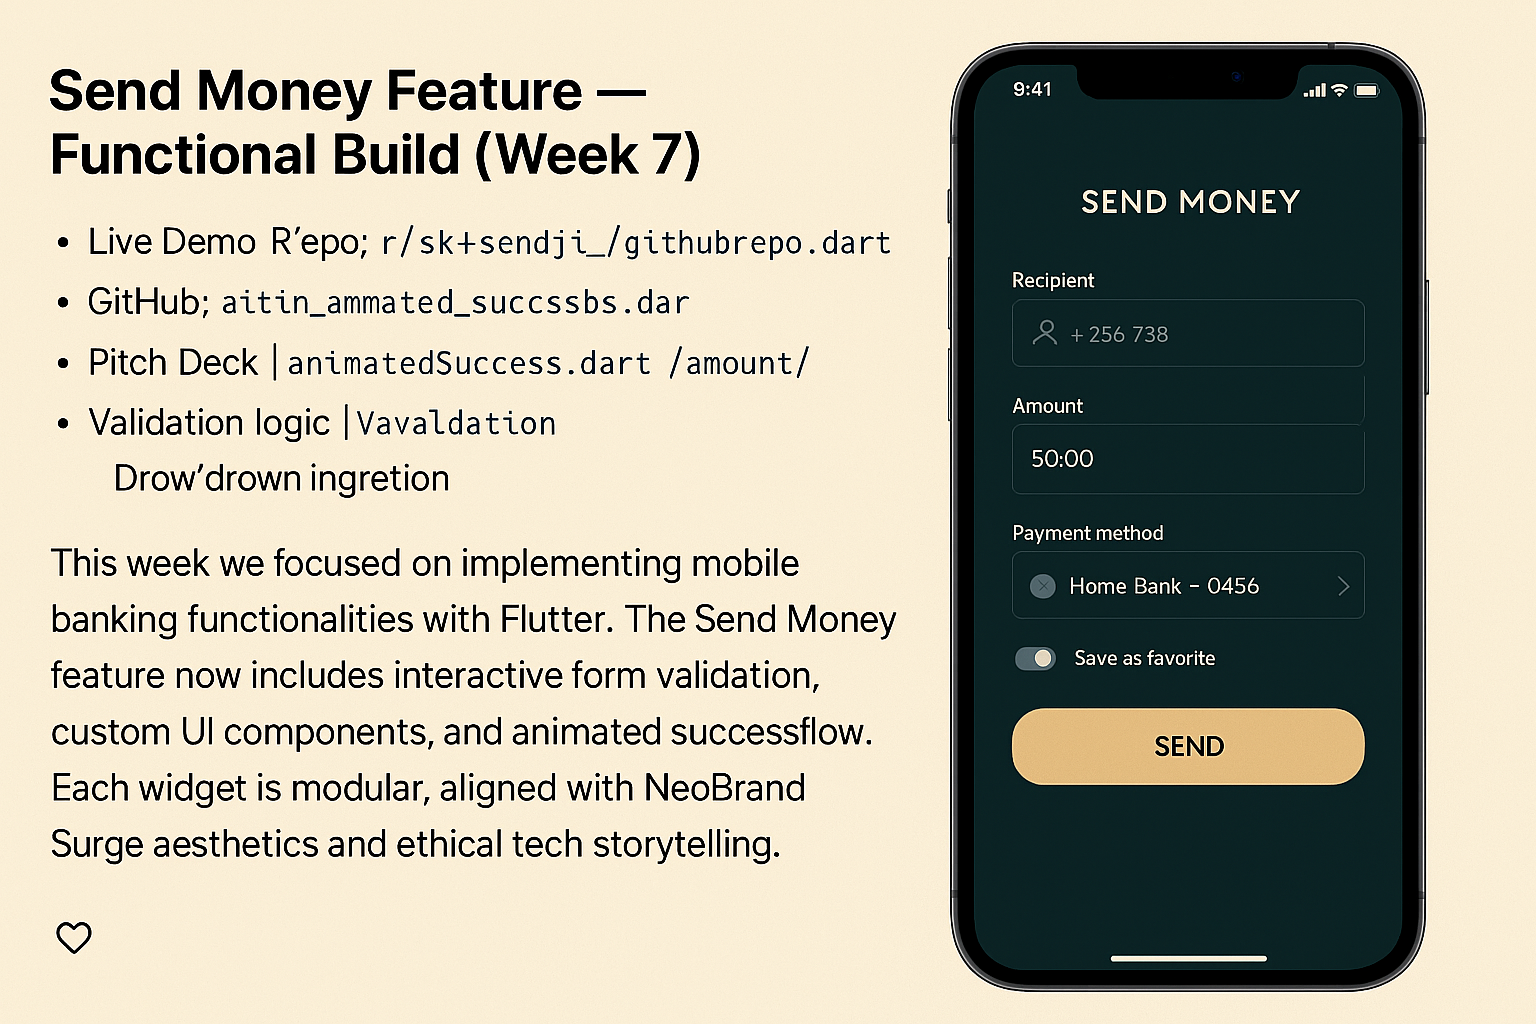 Send Money Feature —
Functional Build (Week 7)
• Live Demo R’epo; r/sk+sendji_/githubrepo.dart
• GitHub; aitin_ammated_succssbs.dar
• Pitch Deck |animatedSuccess.dart /amount/
• Validation logic |Vavaldation
Drow’drown ingretion
This week we focused on implementing mobile
banking functionalities with Flutter. The Send Money
feature now includes interactive form validation,
custom UI components, and animated successflow.
Each widget is modular, aligned with NeoBrand
Surge aesthetics and ethical tech storytelling.
9:41
SEND MONEY
Recipient
+ 256 738
Amount
50:00
Payment method
Home Bank - 0456
Save as favorite
SEND